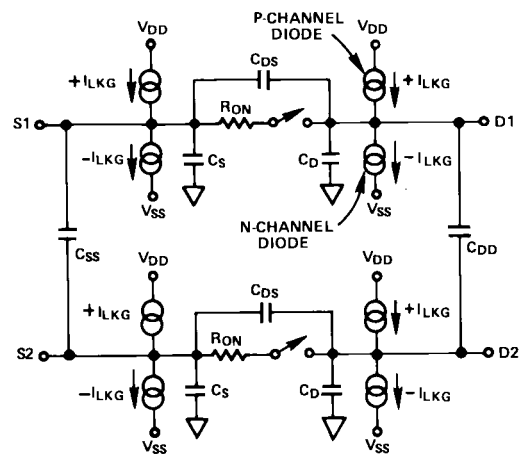 P-CHANNEL
DIODE
VDD
VDD
CDS
+ILKG
+ILKG
RON
S1
D1
-ILKG
CS
CD
-ILKG
VSS
VSS
N-CHANNEL
DIODE
CSS
CDD
VDD
VDD
CDS
+ILKG
+ILKG
RON
S2
D2
-ILKG
CS
CD
-ILKG
VSS
VSS